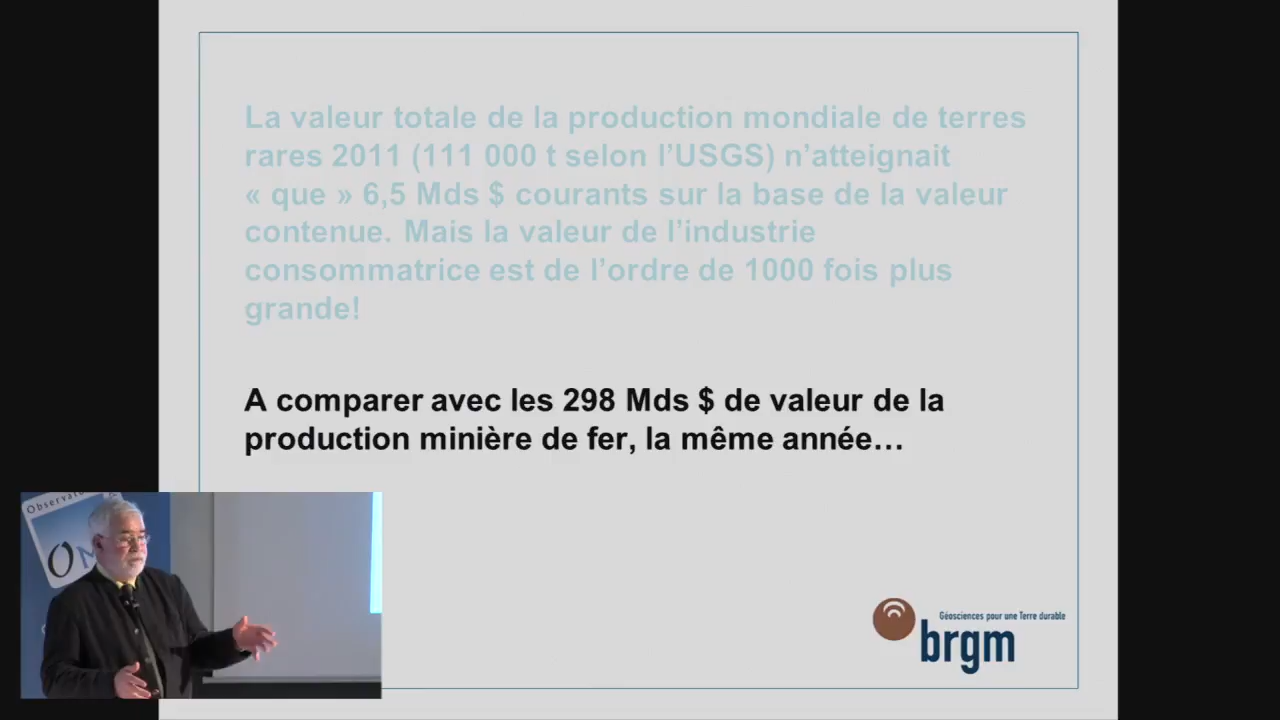 La valeur totale de la production mondiale de terres
rares 2011 (111 000 t selon l’USGS) n’atteignait
« que » 6,5 Mds $ courants sur la base de la valeur
contenue. Mais la valeur de l’industrie
consommatrice est de l’ordre de 1000 fois plus
grande!
A comparer avec les 298 Mds $ de valeur de la
production minière de fer, la même année…
Géosciences pour une Terre durable
brgm